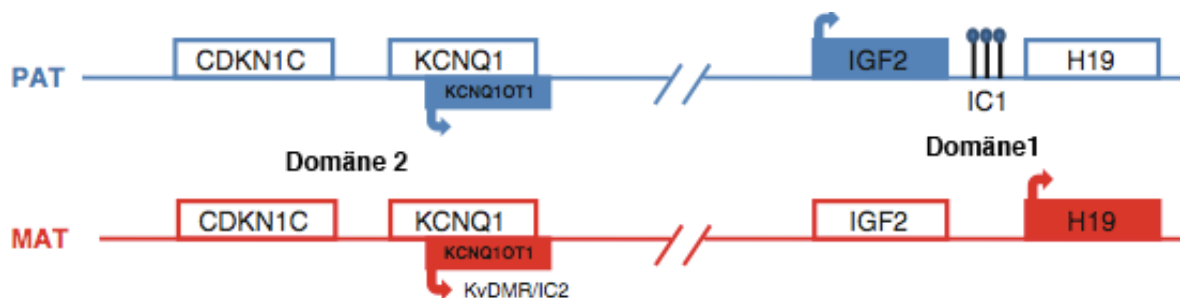 CDKN1C KCNQ1 IGF2 H19
PAT
KCNQ1OT1
IC1
Domäne 2 Domäne1
CDKN1C KCNQ1 IGF2 H19
MAT
KCNQ1OT1
KvDMR/IC2